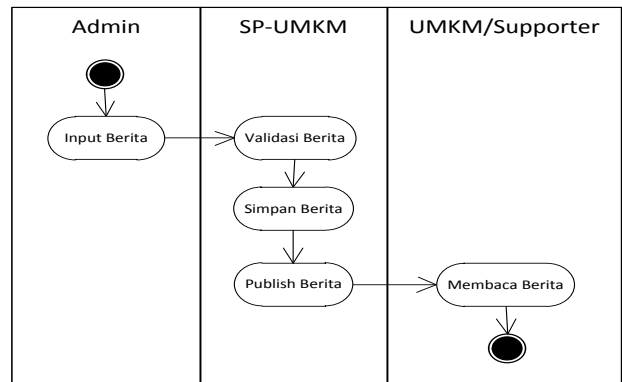 Admin
SP-UMKM
UMKM/Supporter
Input Berita
Validasi Berita
Simpan Berita
Publish Berita
Membaca Berita